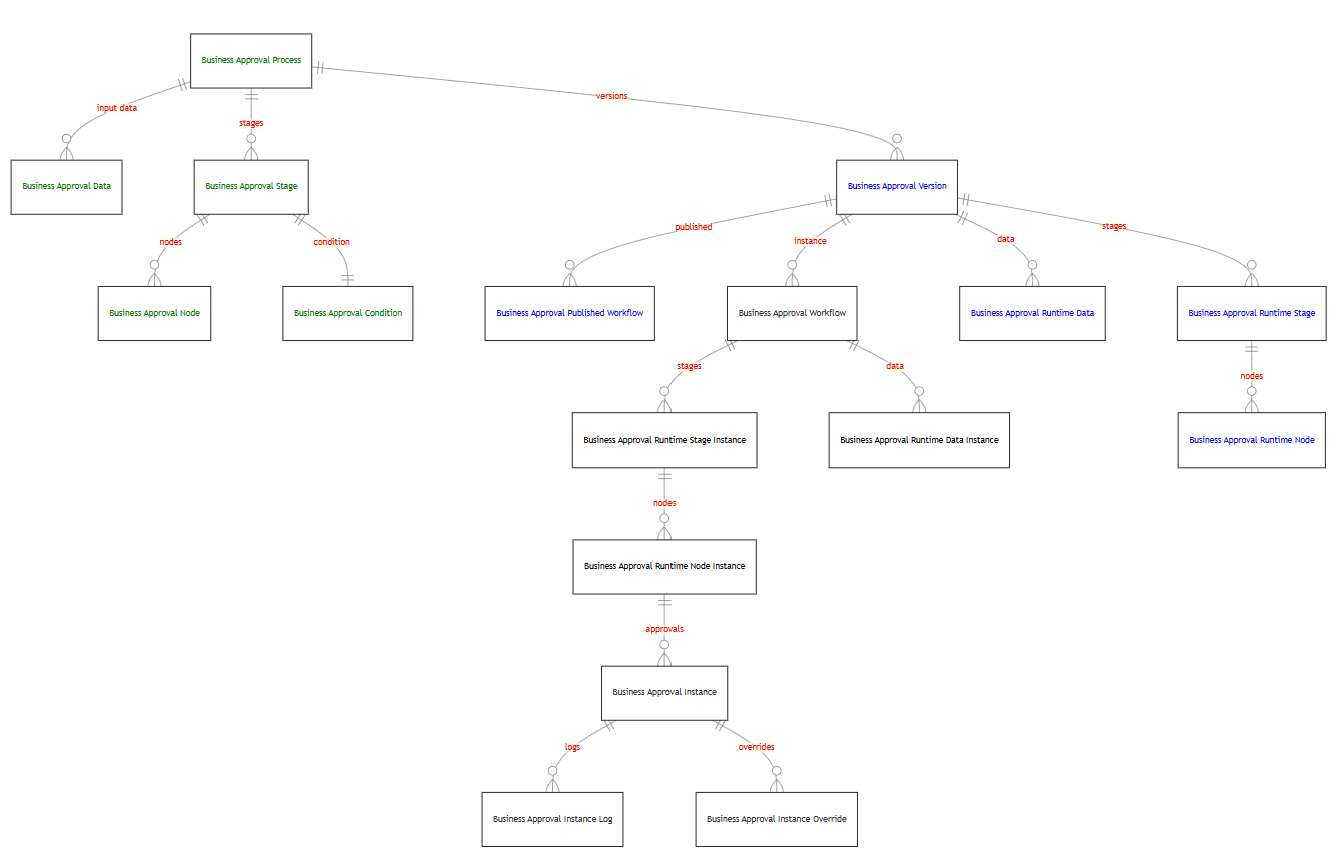 Business Approval Process
versions
input data
stages
Business Approval Data
Business Approval Stage
Business Approval Version
published
stages
nodes
condition
instance
data
Business Approval Node
Business Approval Condition
Business Approval Published Workflow
Business Approval Workflow
Business Approval Runtime Data
Business Approval Runtime Stage
stages
data
nodes
Business Approval Runtime Stage Instance
Business Approval Runtime Data Instance
Business Approval Runtime Node
nodes
Business Approval Runtime Node Instance
approvals
Business Approval Instance
logs
overrides
Business Approval Instance Log
Business Approval Instance Override